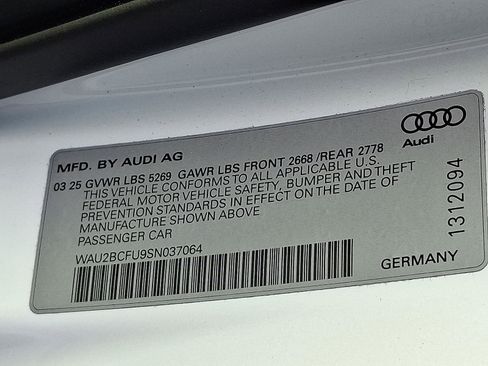 MFD. BY AUDI AG
03 25 GVWR LBS 5269 GAWR LBS FRONT 2668 /REAR 2778
THIS VEHICLE CONFORMS TO ALL APPLICABLE U.S.
FEDERAL MOTOR VEHICLE SAFETY, BUMPER AND THEFT
PREVENTION STANDARDS IN EFFECT ON THE DATE OF
MANUFACTURE SHOWN ABOVE
PASSENGER CAR
WAU2BCFU9SN037064
Audi
1312094
GERMANY